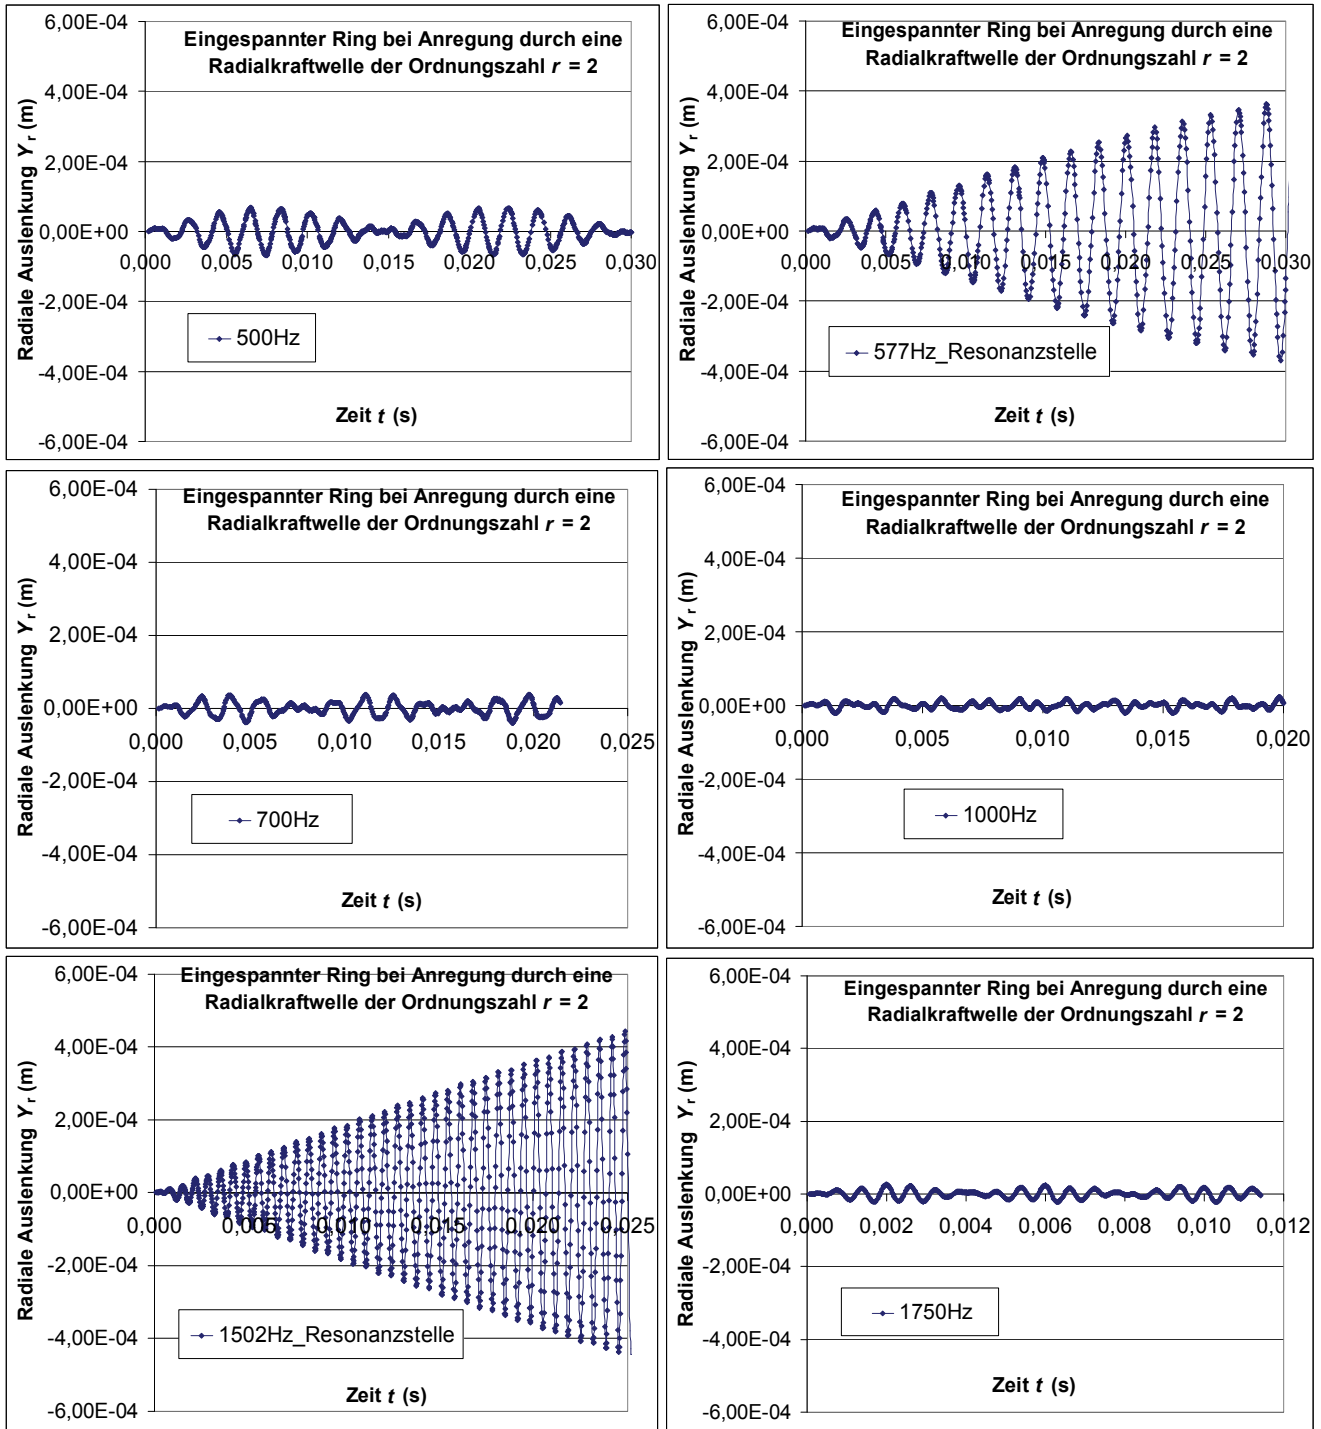 Eingespannter Ring bei Anregung durch eine
Radialkraftwelle der Ordnungszahl r = 2
Radiale Auslenkung Yr (m)
6,00E-04
4,00E-04
2,00E-04
0,00E+00
-2,00E-04
-4,00E-04
-6,00E-04
0,000 0,005 0,010 0,015 0,020 0,025 0,030
500Hz
Zeit t (s)
Eingespannter Ring bei Anregung durch eine
Radialkraftwelle der Ordnungszahl r = 2
Radiale Auslenkung Yr (m)
6,00E-04
4,00E-04
2,00E-04
0,00E+00
-2,00E-04
-4,00E-04
-6,00E-04
0,000 0,005 0,010 0,015 0,020 0,025 0,030
577Hz_Resonanzstelle
Zeit t (s)
Eingespannter Ring bei Anregung durch eine
Radialkraftwelle der Ordnungszahl r = 2
Radiale Auslenkung Yr (m)
6,00E-04
4,00E-04
2,00E-04
0,00E+00
-2,00E-04
-4,00E-04
-6,00E-04
0,000 0,005 0,010 0,015 0,020 0,025
700Hz
Zeit t (s)
Eingespannter Ring bei Anregung durch eine
Radialkraftwelle der Ordnungszahl r = 2
Radiale Auslenkung Yr (m)
6,00E-04
4,00E-04
2,00E-04
0,00E+00
-2,00E-04
-4,00E-04
-6,00E-04
0,000 0,005 0,010 0,015 0,020
1000Hz
Zeit t (s)
Eingespannter Ring bei Anregung durch eine
Radialkraftwelle der Ordnungszahl r = 2
Radiale Auslenkung Yr (m)
6,00E-04
4,00E-04
2,00E-04
0,00E+00
-2,00E-04
-4,00E-04
-6,00E-04
0,000 0,005 0,010 0,015 0,020 0,025
1502Hz_Resonanzstelle
Zeit t (s)
Eingespannter Ring bei Anregung durch eine
Radialkraftwelle der Ordnungszahl r = 2
Radiale Auslenkung Yr (m)
6,00E-04
4,00E-04
2,00E-04
0,00E+00
-2,00E-04
-4,00E-04
-6,00E-04
0,000 0,002 0,004 0,006 0,008 0,010 0,012
1750Hz
Zeit t (s)